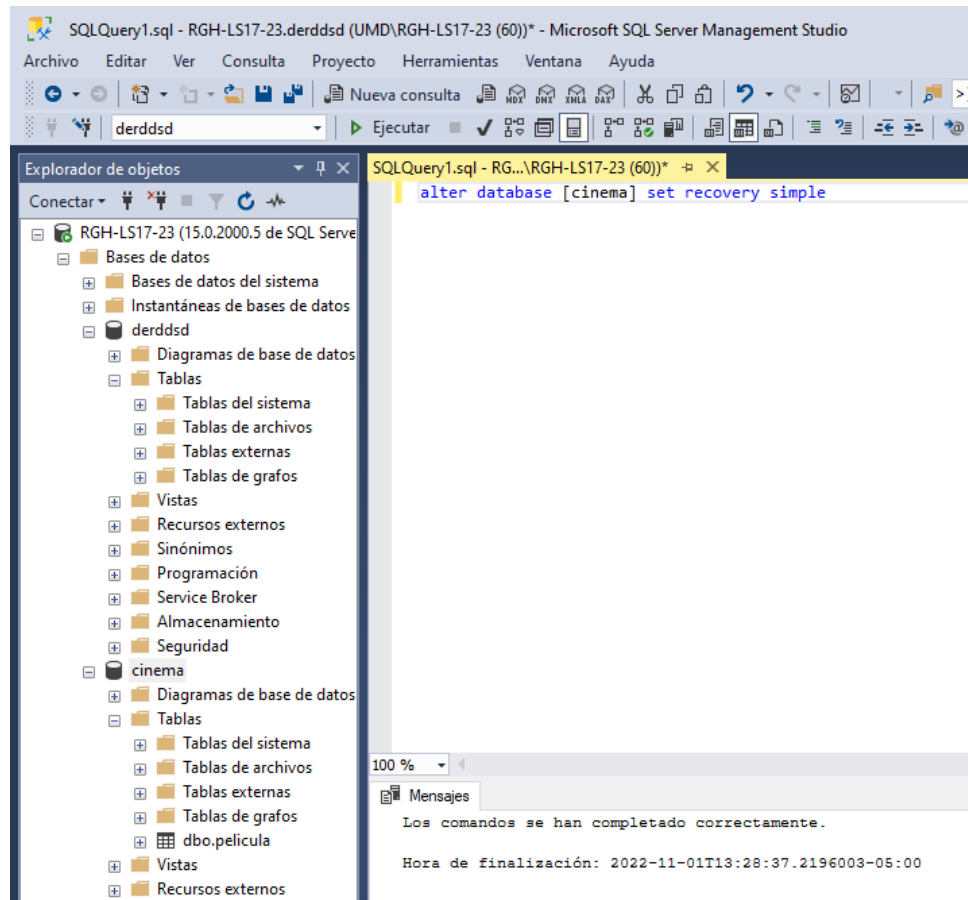 SQLQuery1.sql - RGH-LS17-23.derddsd (UMD\RGH-LS17-23 (60))* - Microsoft SQL Server Management Studio
Archivo Editar Ver Consulta Proyecto Herramientas Ventana Ayuda
Nueva consulta MDX DMX XMLA DAX
derddsd Ejecutar
Explorador de objetos
SQLQuery1.sql - RG...\RGH-LS17-23 (60))*
Conectar
alter database [cinema] set recovery simple
RGH-LS17-23 (15.0.2000.5 de SQL Serve
Bases de datos
Bases de datos del sistema
Instantáneas de bases de datos
derddsd
Diagramas de base de datos
Tablas
Tablas del sistema
Tablas de archivos
Tablas externas
Tablas de grafos
Vistas
Recursos externos
Sinónimos
Programación
Service Broker
Almacenamiento
Seguridad
cinema
Diagramas de base de datos
Tablas
Tablas del sistema
Tablas de archivos
Tablas externas
Tablas de grafos
dbo.pelicula
Vistas
Recursos externos
100 %
Mensajes
Los comandos se han completado correctamente.
Hora de finalización: 2022-11-01T13:28:37.2196003-05:00